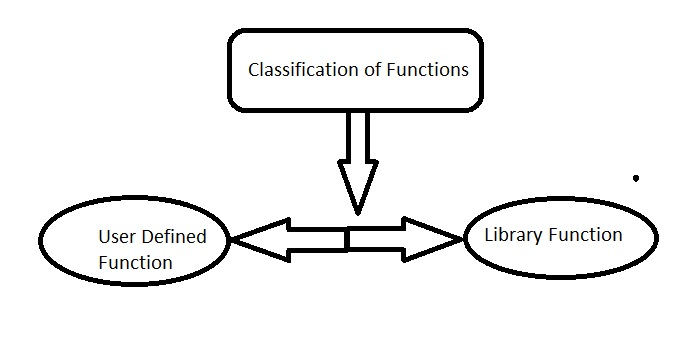 Classification of Functions
User Defined
Function
Library Function